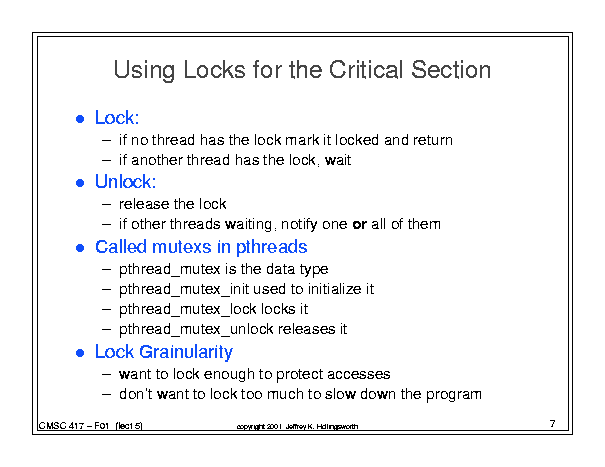 Using Locks for the Critical Section
● Lock:
– if no thread has the lock mark it locked and return
– if another thread has the lock, wait
● Unlock:
– release the lock
– if other threads waiting, notify one or all of them
● Called mutexs in pthreads
– pthread_mutex is the data type
– pthread_mutex_init used to initialize it
– pthread_mutex_lock locks it
– pthread_mutex_unlock releases it
● Lock Grainularity
– want to lock enough to protect accesses
– don't want to lock too much to slow down the program
CMSC 417 – F01 (lect 5) copyright 2001 Jeffrey K. Hollingsworth 7